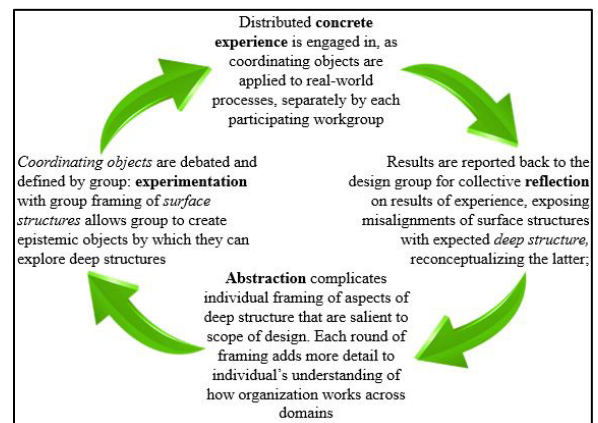 Distributed concrete
experience is engaged in, as
coordinating objects are
applied to real-world
processes, separately by each
participating workgroup
Results are reported back to the
design group for collective reflection
on results of experience, exposing
misalignments of surface structures
with expected deep structure,
reconceptualizing the latter;
Abstraction complicates
individual framing of aspects of
deep structure that are salient to
scope of design. Each round of
framing adds more detail to
individual’s understanding of
how organization works across
domains
Coordinating objects are debated and
defined by group: experimentation
with group framing of surface
structures allows group to create
epistemic objects by which they can
explore deep structures